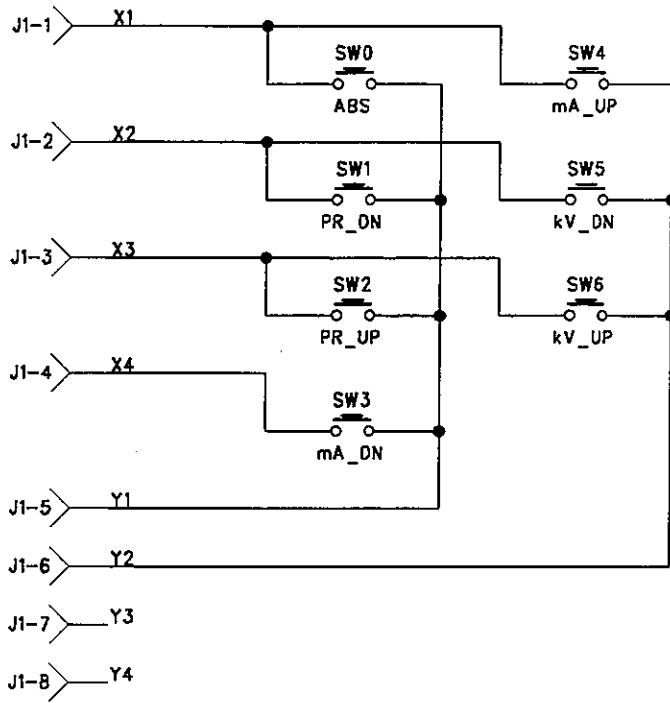 J1-1 X1
SW0 SW4
ABS mA_UP
J1-2 X2
SW1 SW5
PR_DN kV_DN
J1-3 X3
SW2 SW6
PR_UP kV_UP
J1-4 X4
SW3
mA_DN
J1-5 Y1
J1-6 Y2
J1-7 Y3
J1-8 Y4